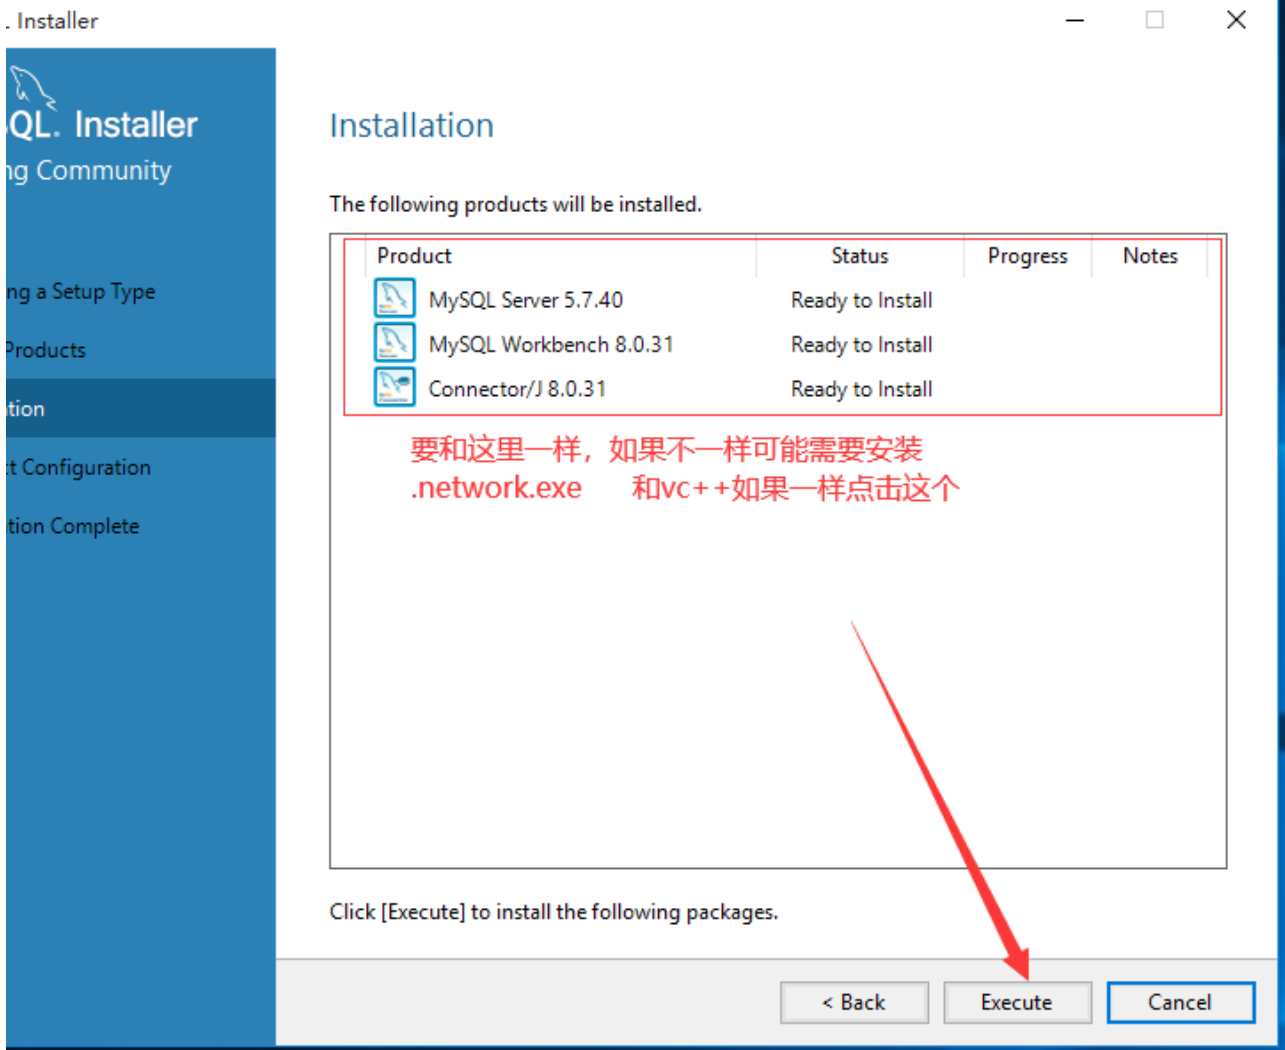 . Installer
QL. Installer
ng Community
ng a Setup Type
Products
ation
ct Configuration
tion Complete
Installation
The following products will be installed.
Product Status Progress Notes
MySQL Server 5.7.40 Ready to Install
MySQL Workbench 8.0.31 Ready to Install
Connector/J 8.0.31 Ready to Install
要和这里一样，如果不一样可能需要安装
.network.exe 和vc++如果一样点击这个
Click [Execute] to install the following packages.
< Back Execute Cancel